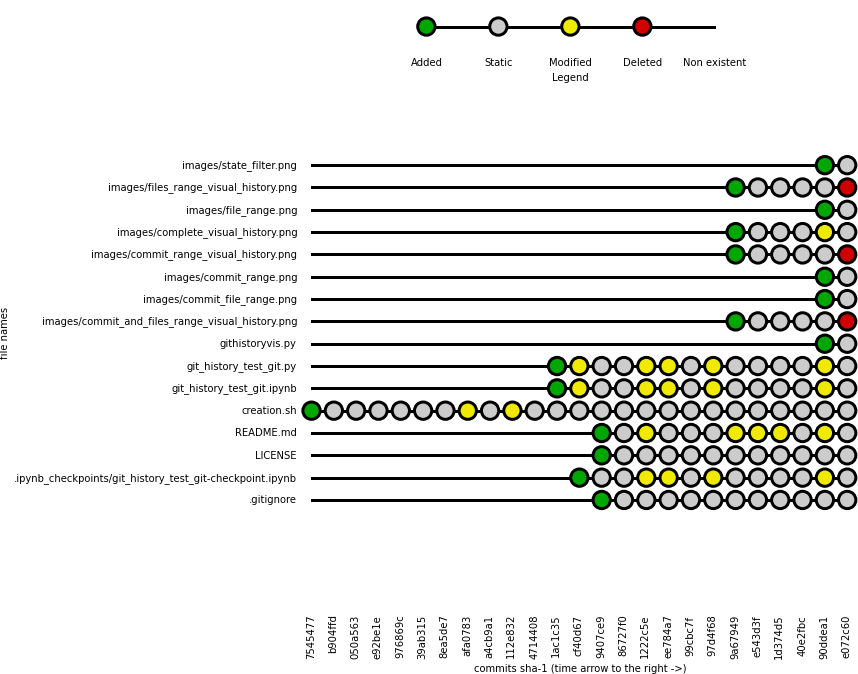 Added Static Modified Deleted Non existent
Legend
images/state_filter.png
images/files_range_visual_history.png
images/file_range.png
images/complete_visual_history.png
images/commit_range_visual_history.png
images/commit_range.png
images/commit_file_range.png
images/commit_and_files_range_visual_history.png
githistoryvis.py
git_history_test_git.py
git_history_test_git.ipynb
creation.sh
README.md
LICENSE
.ipynb_checkpoints/git_history_test_git-checkpoint.ipynb
.gitignore
file names
7545477
b904ffd
050a563
e92be1e
976869c
39ab315
8ea5de7
afa0783
a4cb9a1
112e832
4714408
1ac1c35
cf40d67
9407ce9
86727f0
1222c5e
ee784a7
99cbc7f
97d4f68
9a67949
e543d3f
1d374d5
40e2fbc
90ddea1
e072c60
commits sha-1 (time arrow to the right ->)